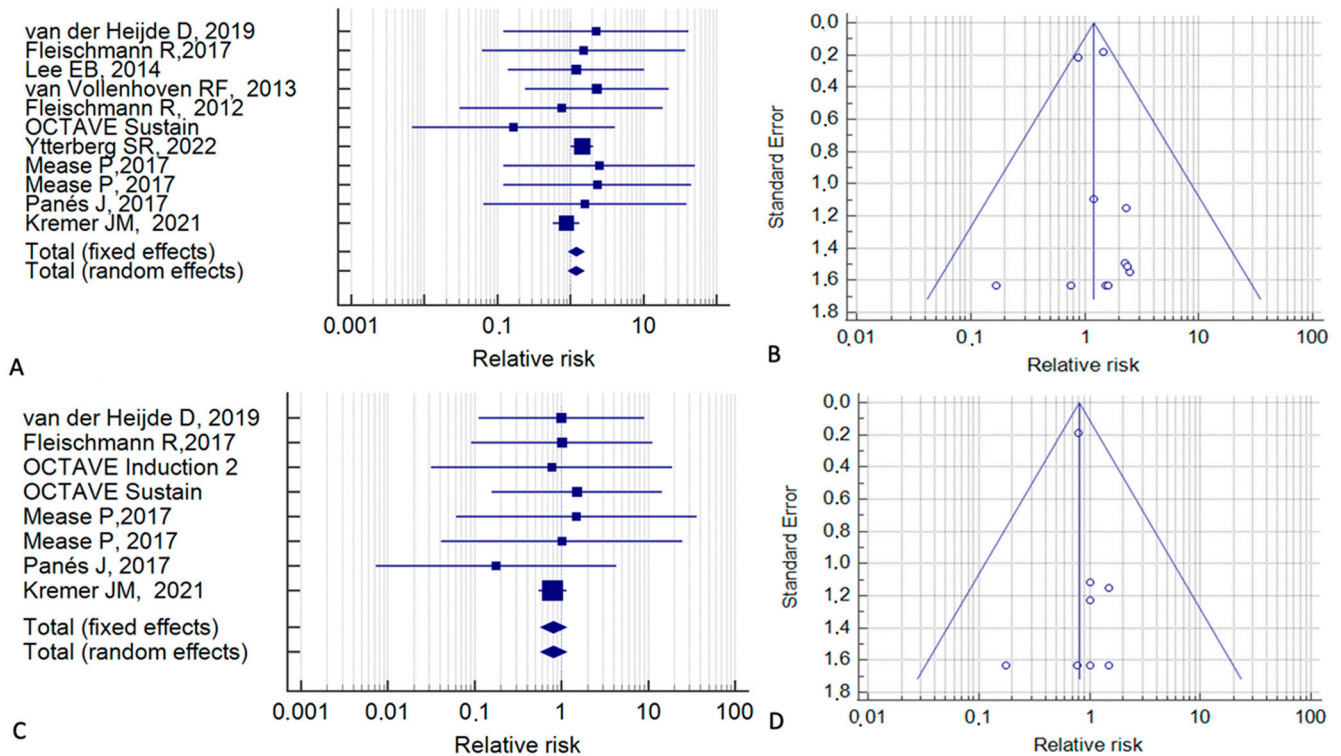 van der Heijde D, 2019
Fleischmann R,2017
Lee EB, 2014
van Vollenhoven RF, 2013
Fleischmann R, 2012
OCTAVE Sustain
Ytterberg SR, 2022
Mease P,2017
Mease P, 2017
Panés J, 2017
Kremer JM, 2021
Total (fixed effects)
Total (random effects)
0.001 0.1 10
Relative risk
A
Standard Error
0,0
0,2
0,4
0,6
0,8
1,0
1,2
1,4
1,6
1.8
0.01 0.1 1 10 100
Relative risk
B
van der Heijde D, 2019
Fleischmann R,2017
OCTAVE Induction 2
OCTAVE Sustain
Mease P,2017
Mease P, 2017
Panés J, 2017
Kremer JM, 2021
Total (fixed effects)
Total (random effects)
0.001 0.01 0.1 1 10 100
Relative risk
C
Standard Error
0.0
0.2
0.4
0.6
0.8
1.0
1.2
1.4
1.6
1.8
0.01 0.1 1 10 100
Relative risk
D